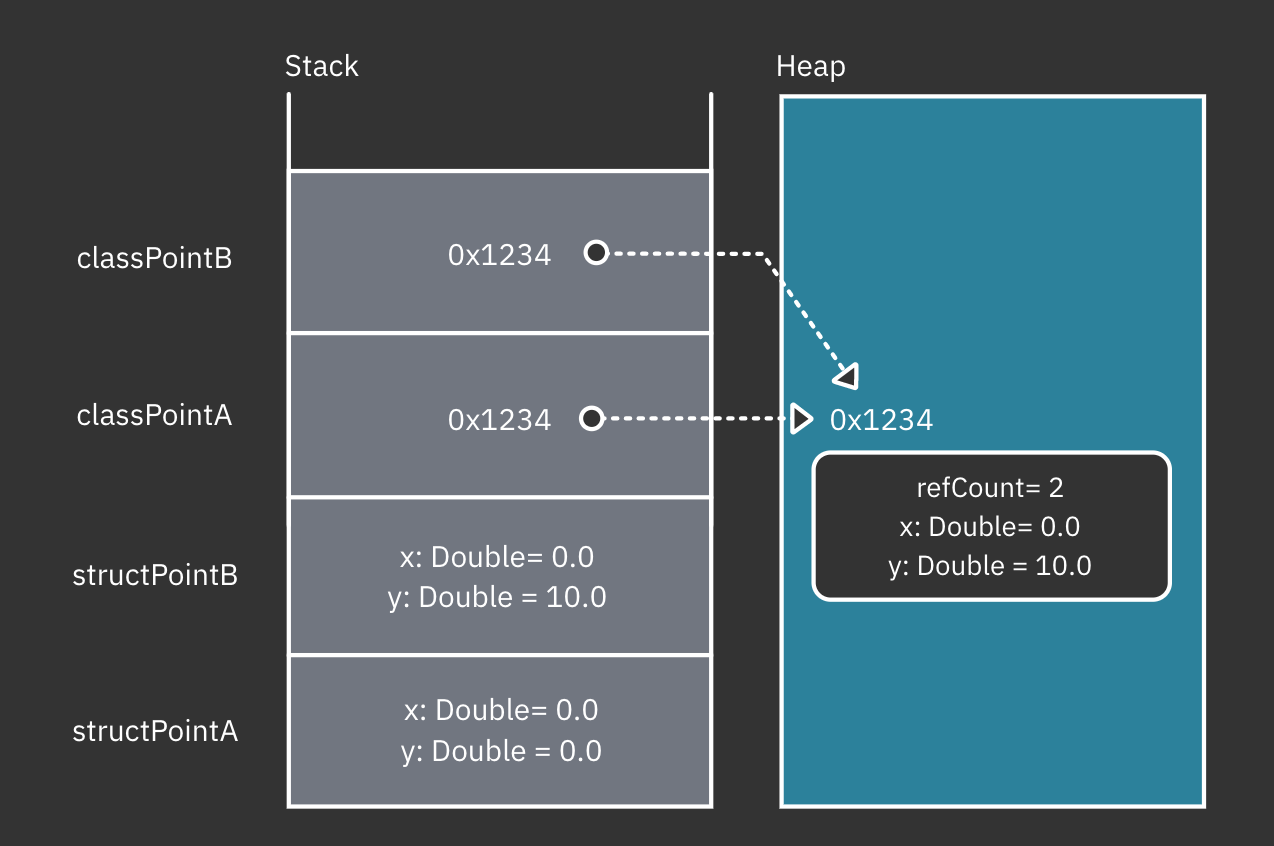 Stack
Heap
classPointB
0x1234
classPointA
0x1234
0x1234
refCount= 2
x: Double= 0.0
y: Double = 10.0
structPointB
x: Double= 0.0
y: Double = 10.0
structPointA
x: Double= 0.0
y: Double = 0.0